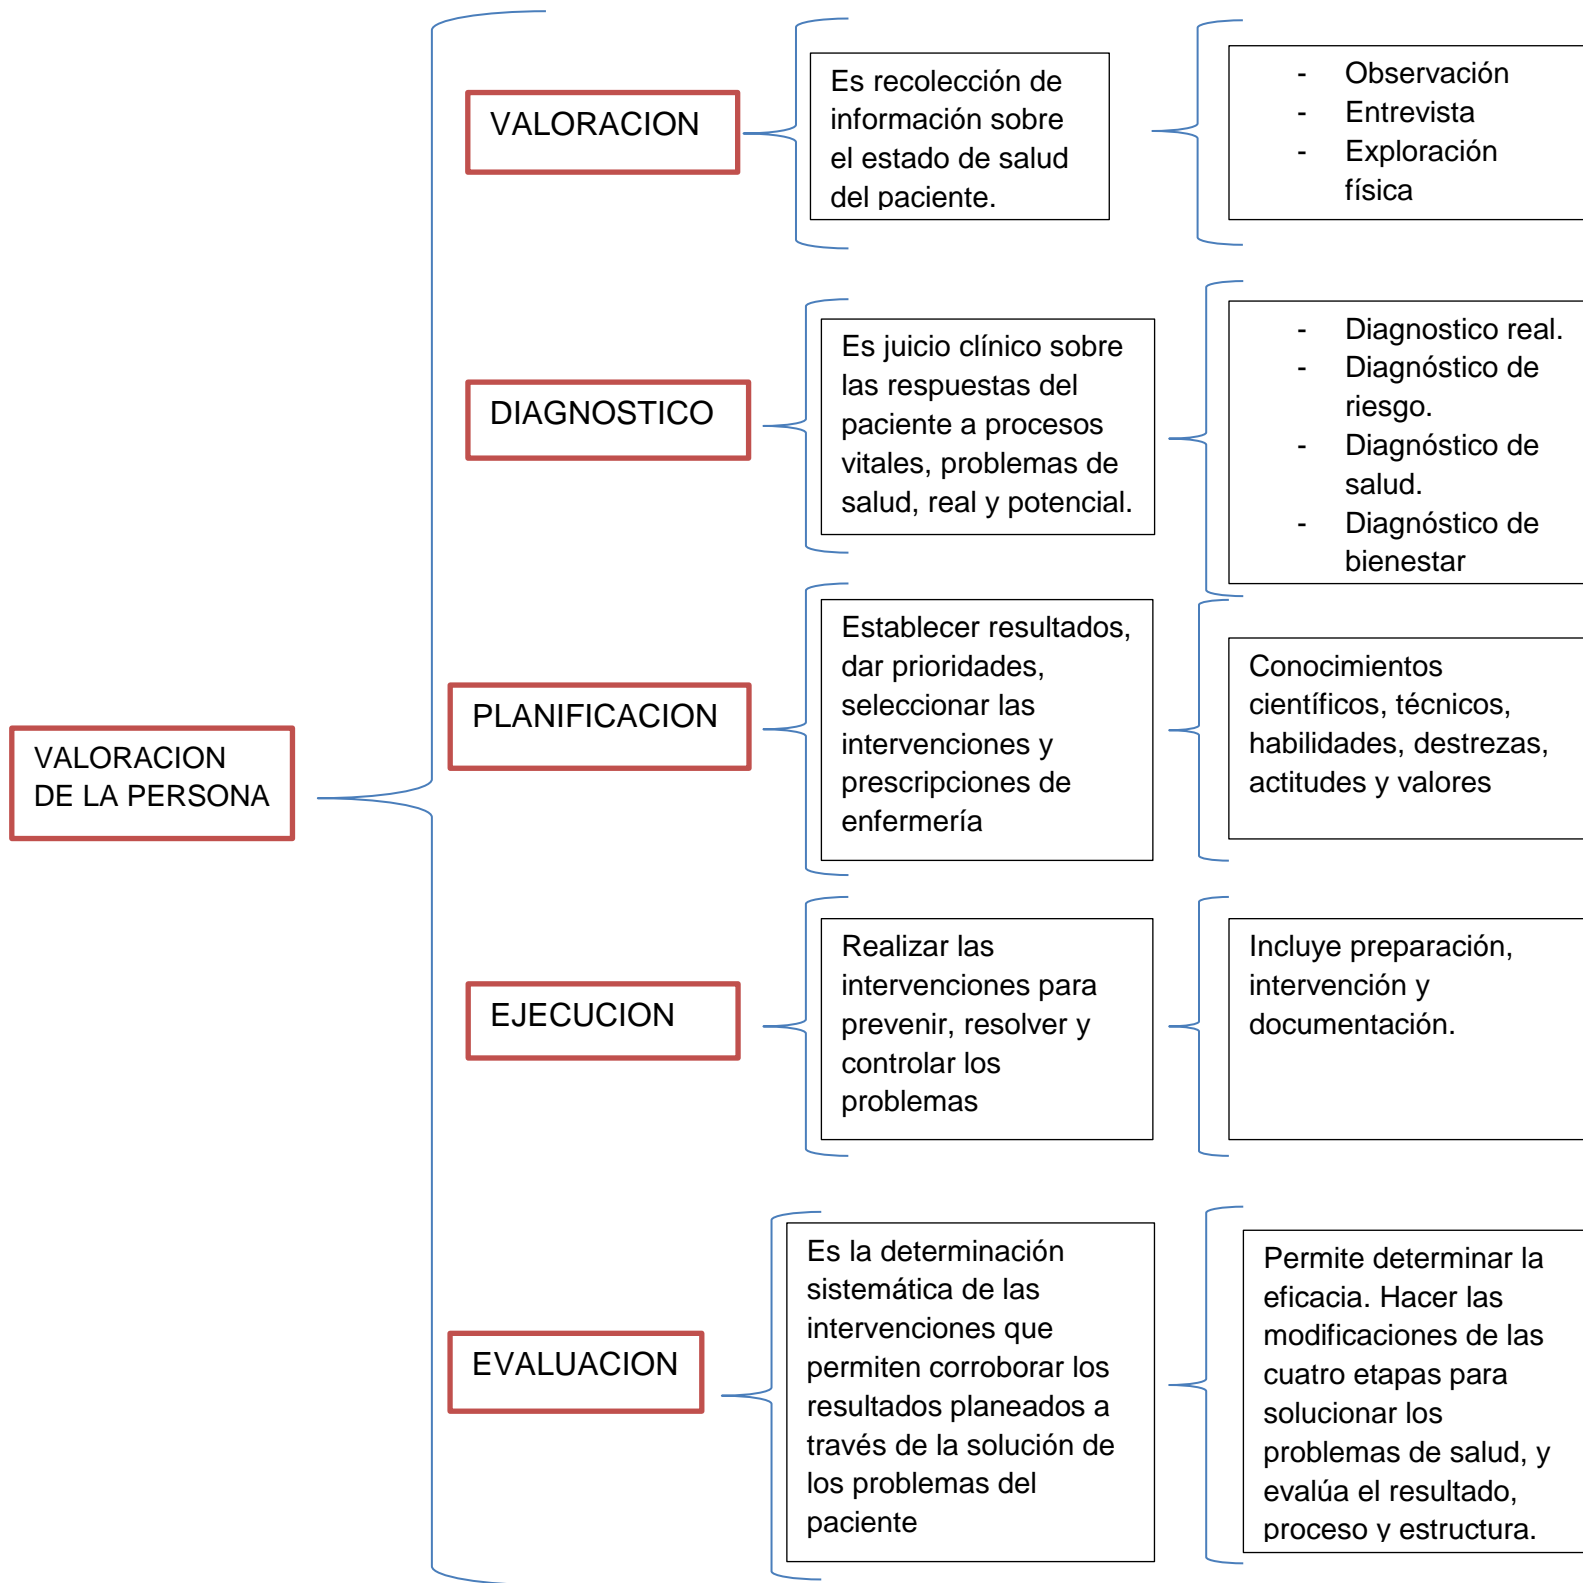 VALORACION
DE LA PERSONA
VALORACION
Es recolección de
información sobre
el estado de salud
del paciente.
- Observación
- Entrevista
- Exploración
física
DIAGNOSTICO
Es juicio clínico sobre
las respuestas del
paciente a procesos
vitales, problemas de
salud, real y potencial.
- Diagnostico real.
- Diagnóstico de
riesgo.
- Diagnóstico de
salud.
- Diagnóstico de
bienestar
PLANIFICACION
Establecer resultados,
dar prioridades,
seleccionar las
intervenciones y
prescripciones de
enfermería
Conocimientos
científicos, técnicos,
habilidades, destrezas,
actitudes y valores
EJECUCION
Realizar las
intervenciones para
prevenir, resolver y
controlar los
problemas
Incluye preparación,
intervención y
documentación.
EVALUACION
Es la determinación
sistemática de las
intervenciones que
permiten corroborar los
resultados planeados a
través de la solución de
los problemas del
paciente
Permite determinar la
eficacia. Hacer las
modificaciones de las
cuatro etapas para
solucionar los
problemas de salud, y
evalúa el resultado,
proceso y estructura.